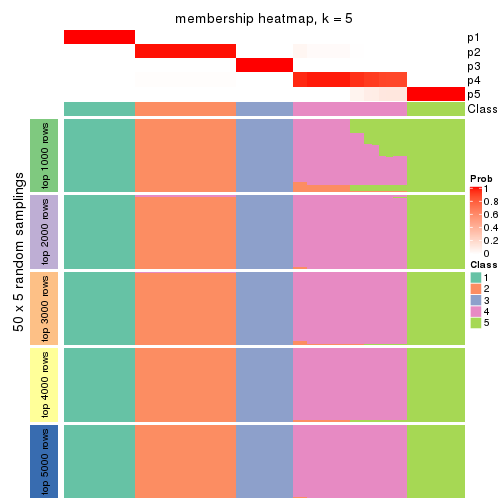 membership heatmap, k = 5
p1
p2
p3
p4
p5
Class
50 x 5 random samplings
top 1000 rows
top 2000 rows
top 3000 rows
top 4000 rows
top 5000 rows
Prob
1
0.8
0.6
0.4
0.2
0
Class
1
2
3
4
5